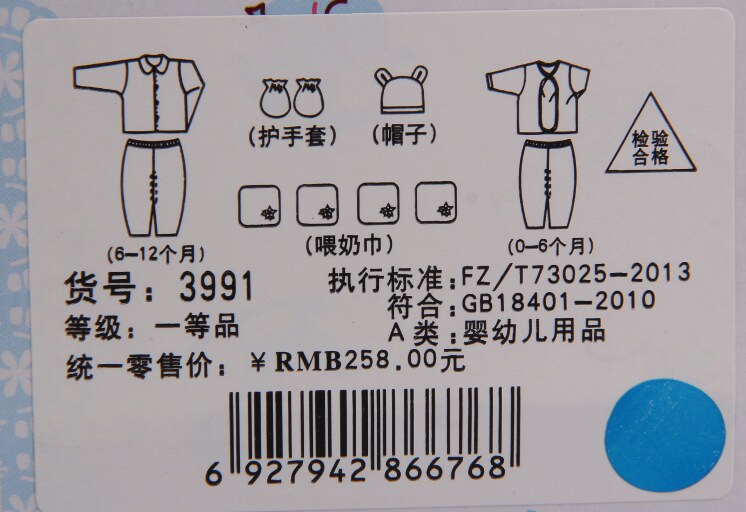 (护手套) (帽子)
检验
合格
(喂奶巾)
(6—12个月) (0—6个月)
货号：3991
执行标准：FZ/T73025—2013
符合：GB18401—2010
等级：一等品
A类：婴幼儿用品
统一零售价：￥RMB258.00元
6 927942 866768